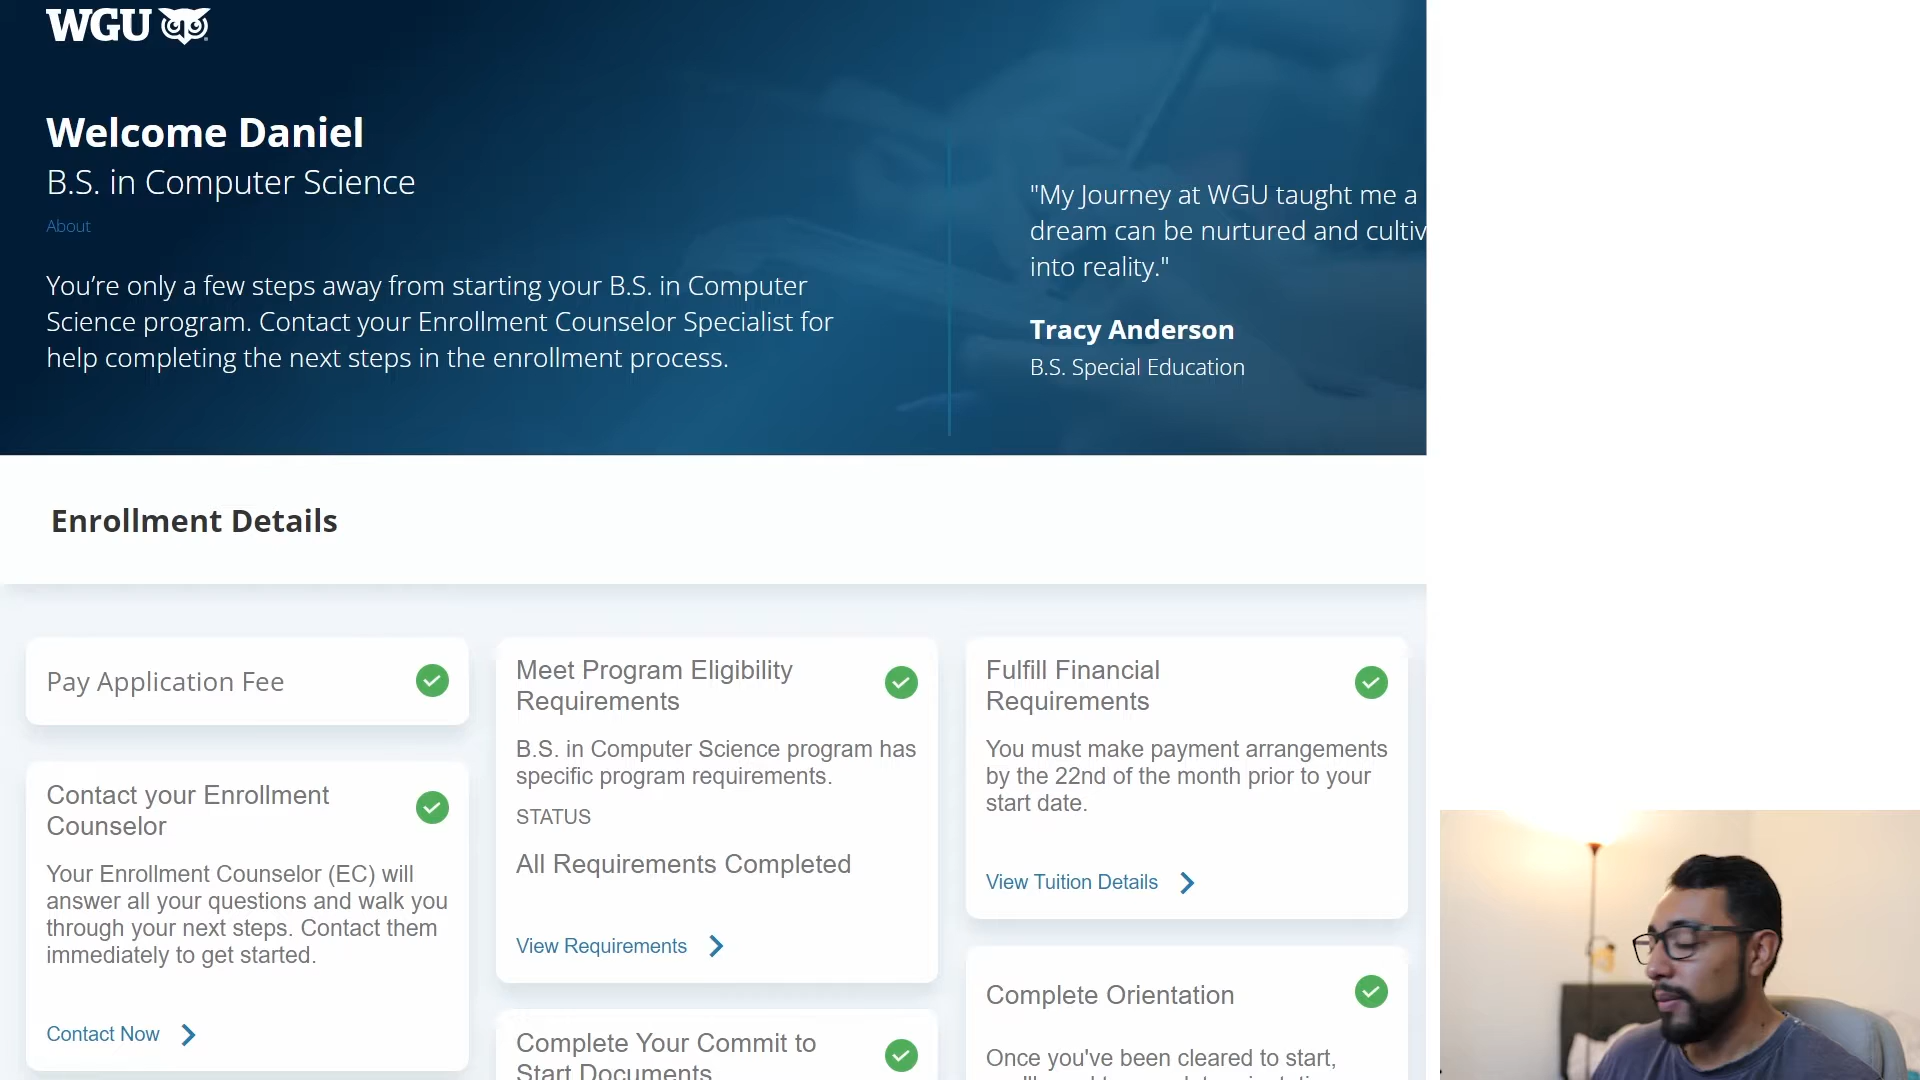 WGU
Welcome Daniel
B.S. in Computer Science
About
You’re only a few steps away from starting your B.S. in Computer
Science program. Contact your Enrollment Counselor Specialist for
help completing the next steps in the enrollment process.
"My Journey at WGU taught me a
dream can be nurtured and cultiv
into reality."
Tracy Anderson
B.S. Special Education
Enrollment Details
Pay Application Fee
Contact your Enrollment
Counselor
Your Enrollment Counselor (EC) will
answer all your questions and walk you
through your next steps. Contact them
immediately to get started.
Contact Now
Meet Program Eligibility
Requirements
B.S. in Computer Science program has
specific program requirements.
STATUS
All Requirements Completed
View Requirements
Complete Your Commit to
Start Documents
Fulfill Financial
Requirements
You must make payment arrangements
by the 22nd of the month prior to your
start date.
View Tuition Details
Complete Orientation
Once you've been cleared to start,